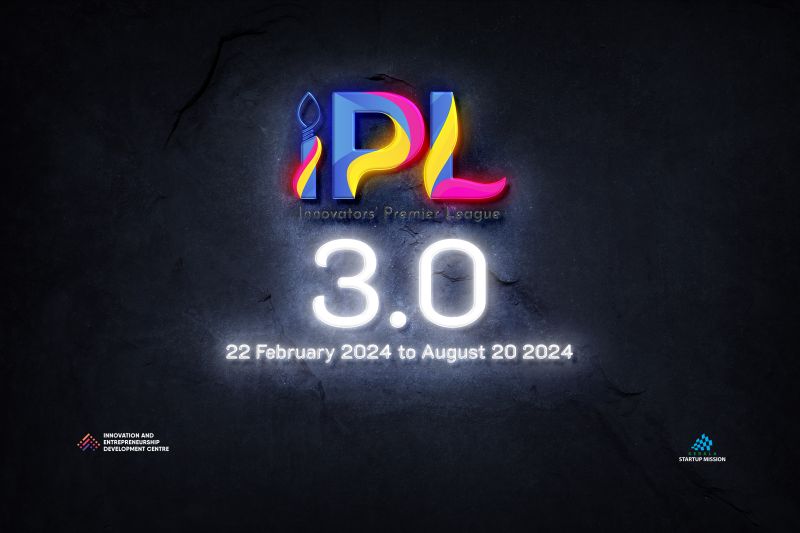 iPL
Innovators' Premier League
3.0
22 February 2024 to August 20 2024
INNOVATION AND
ENTREPRENEURSHIP
DEVELOPMENT CENTRE
KERALA
STARTUP MISSION